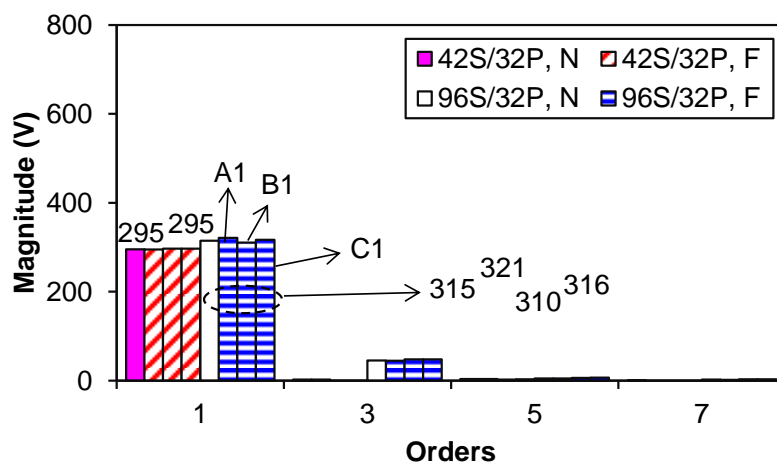 800
600
400
200
0
Magnitude (V)
42S/32P, N 42S/32P, F
96S/32P, N 96S/32P, F
A1
B1
C1
295 295
315 321 310 316
1 3 5 7
Orders